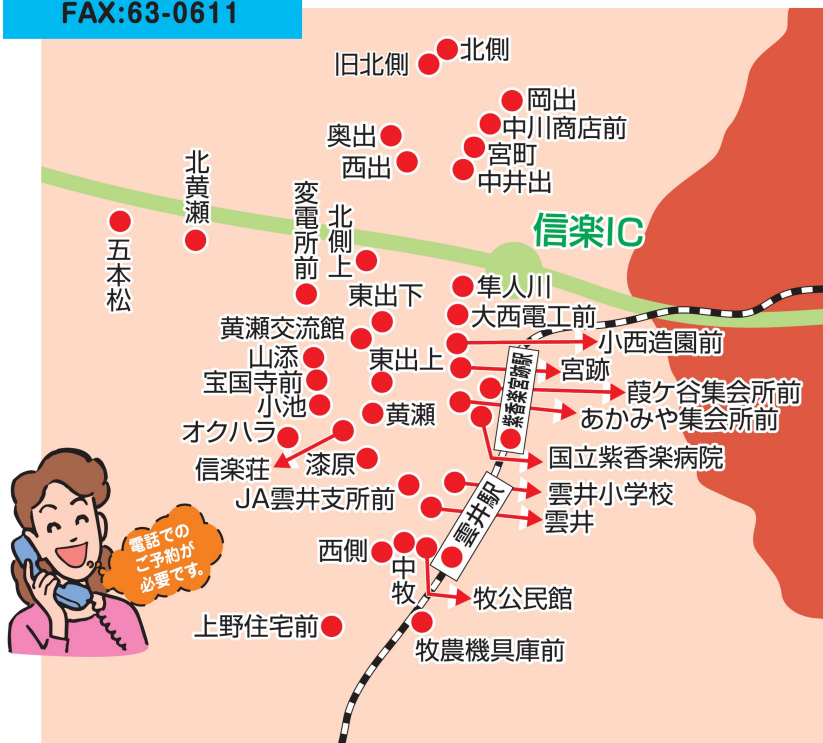 FAX:63-0611
北側
旧北側
岡出
中川商店前
奥出
宮町
西出
中井出
北黄瀬
変電所前
北側上
信楽IC
五本松
隼人川
東出下
大西電工前
黄瀬交流館
小西造園前
山添
東出上
宮跡
紫香楽宮跡駅
宝国寺前
葭ケ谷集会所前
小池
黄瀬
あかみや集会所前
オクハラ
信楽荘
漆原
国立紫香楽病院
JA雲井支所前
雲井小学校
雲井駅
雲井
電話での
ご予約が
必要です。
西側
中牧
牧公民館
上野住宅前
牧農機具庫前